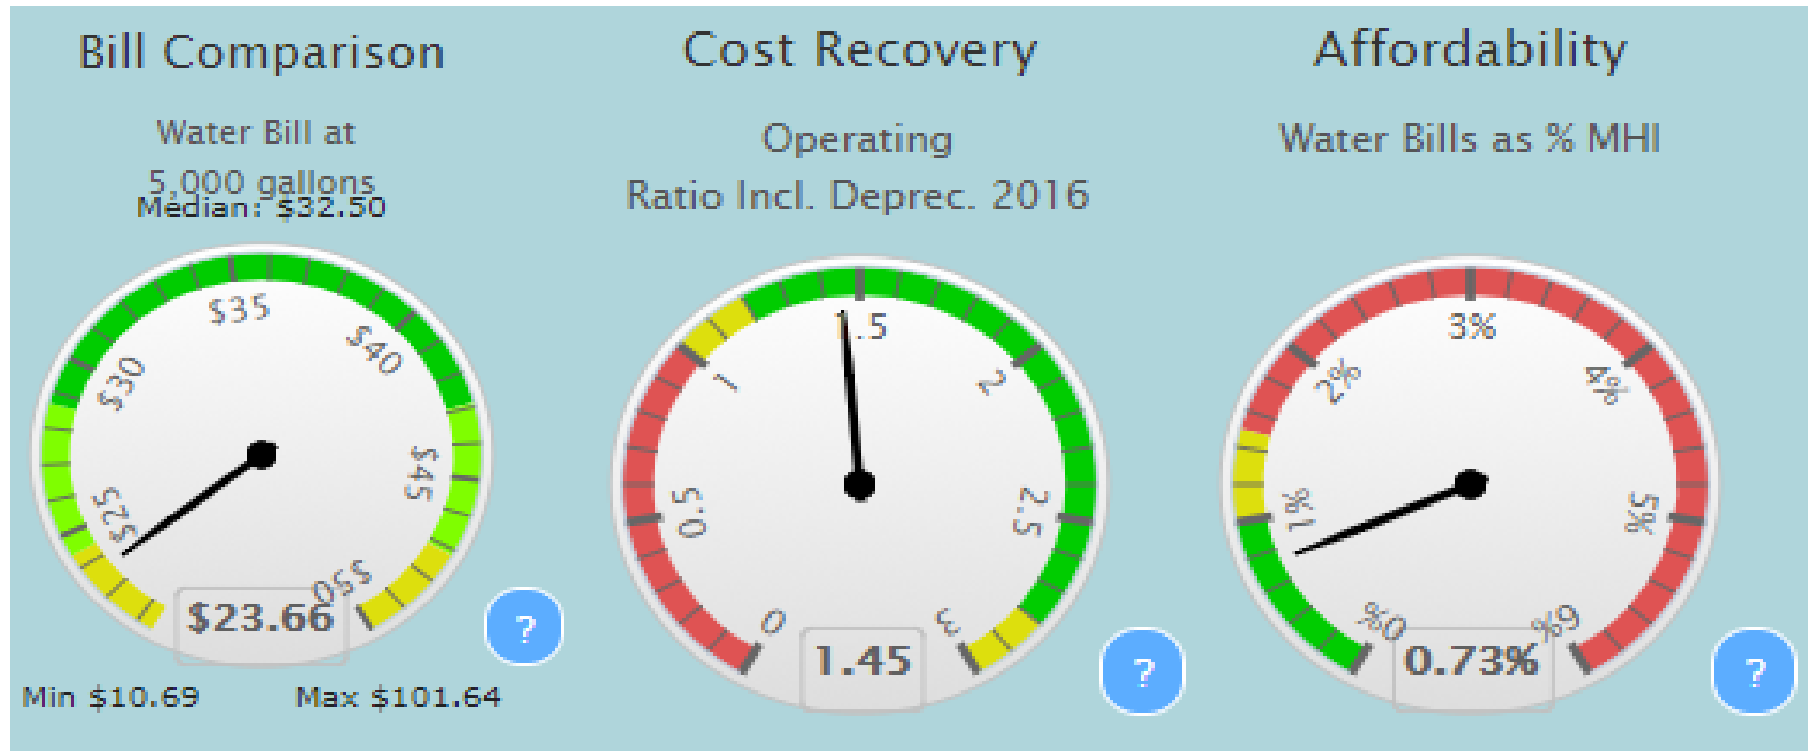 Bill Comparison
Water Bill at
5,000 gallons
Median: $32.50
$25
$30
$35
$40
$45
$50
$23.66
?
Min $10.69
Max $101.64
Cost Recovery
Operating
Ratio Incl. Deprec. 2016
0
0.5
1
1.5
2
2.5
3
1.45
?
Affordability
Water Bills as % MHI
0%
1%
2%
3%
4%
5%
6%
0.73%
?